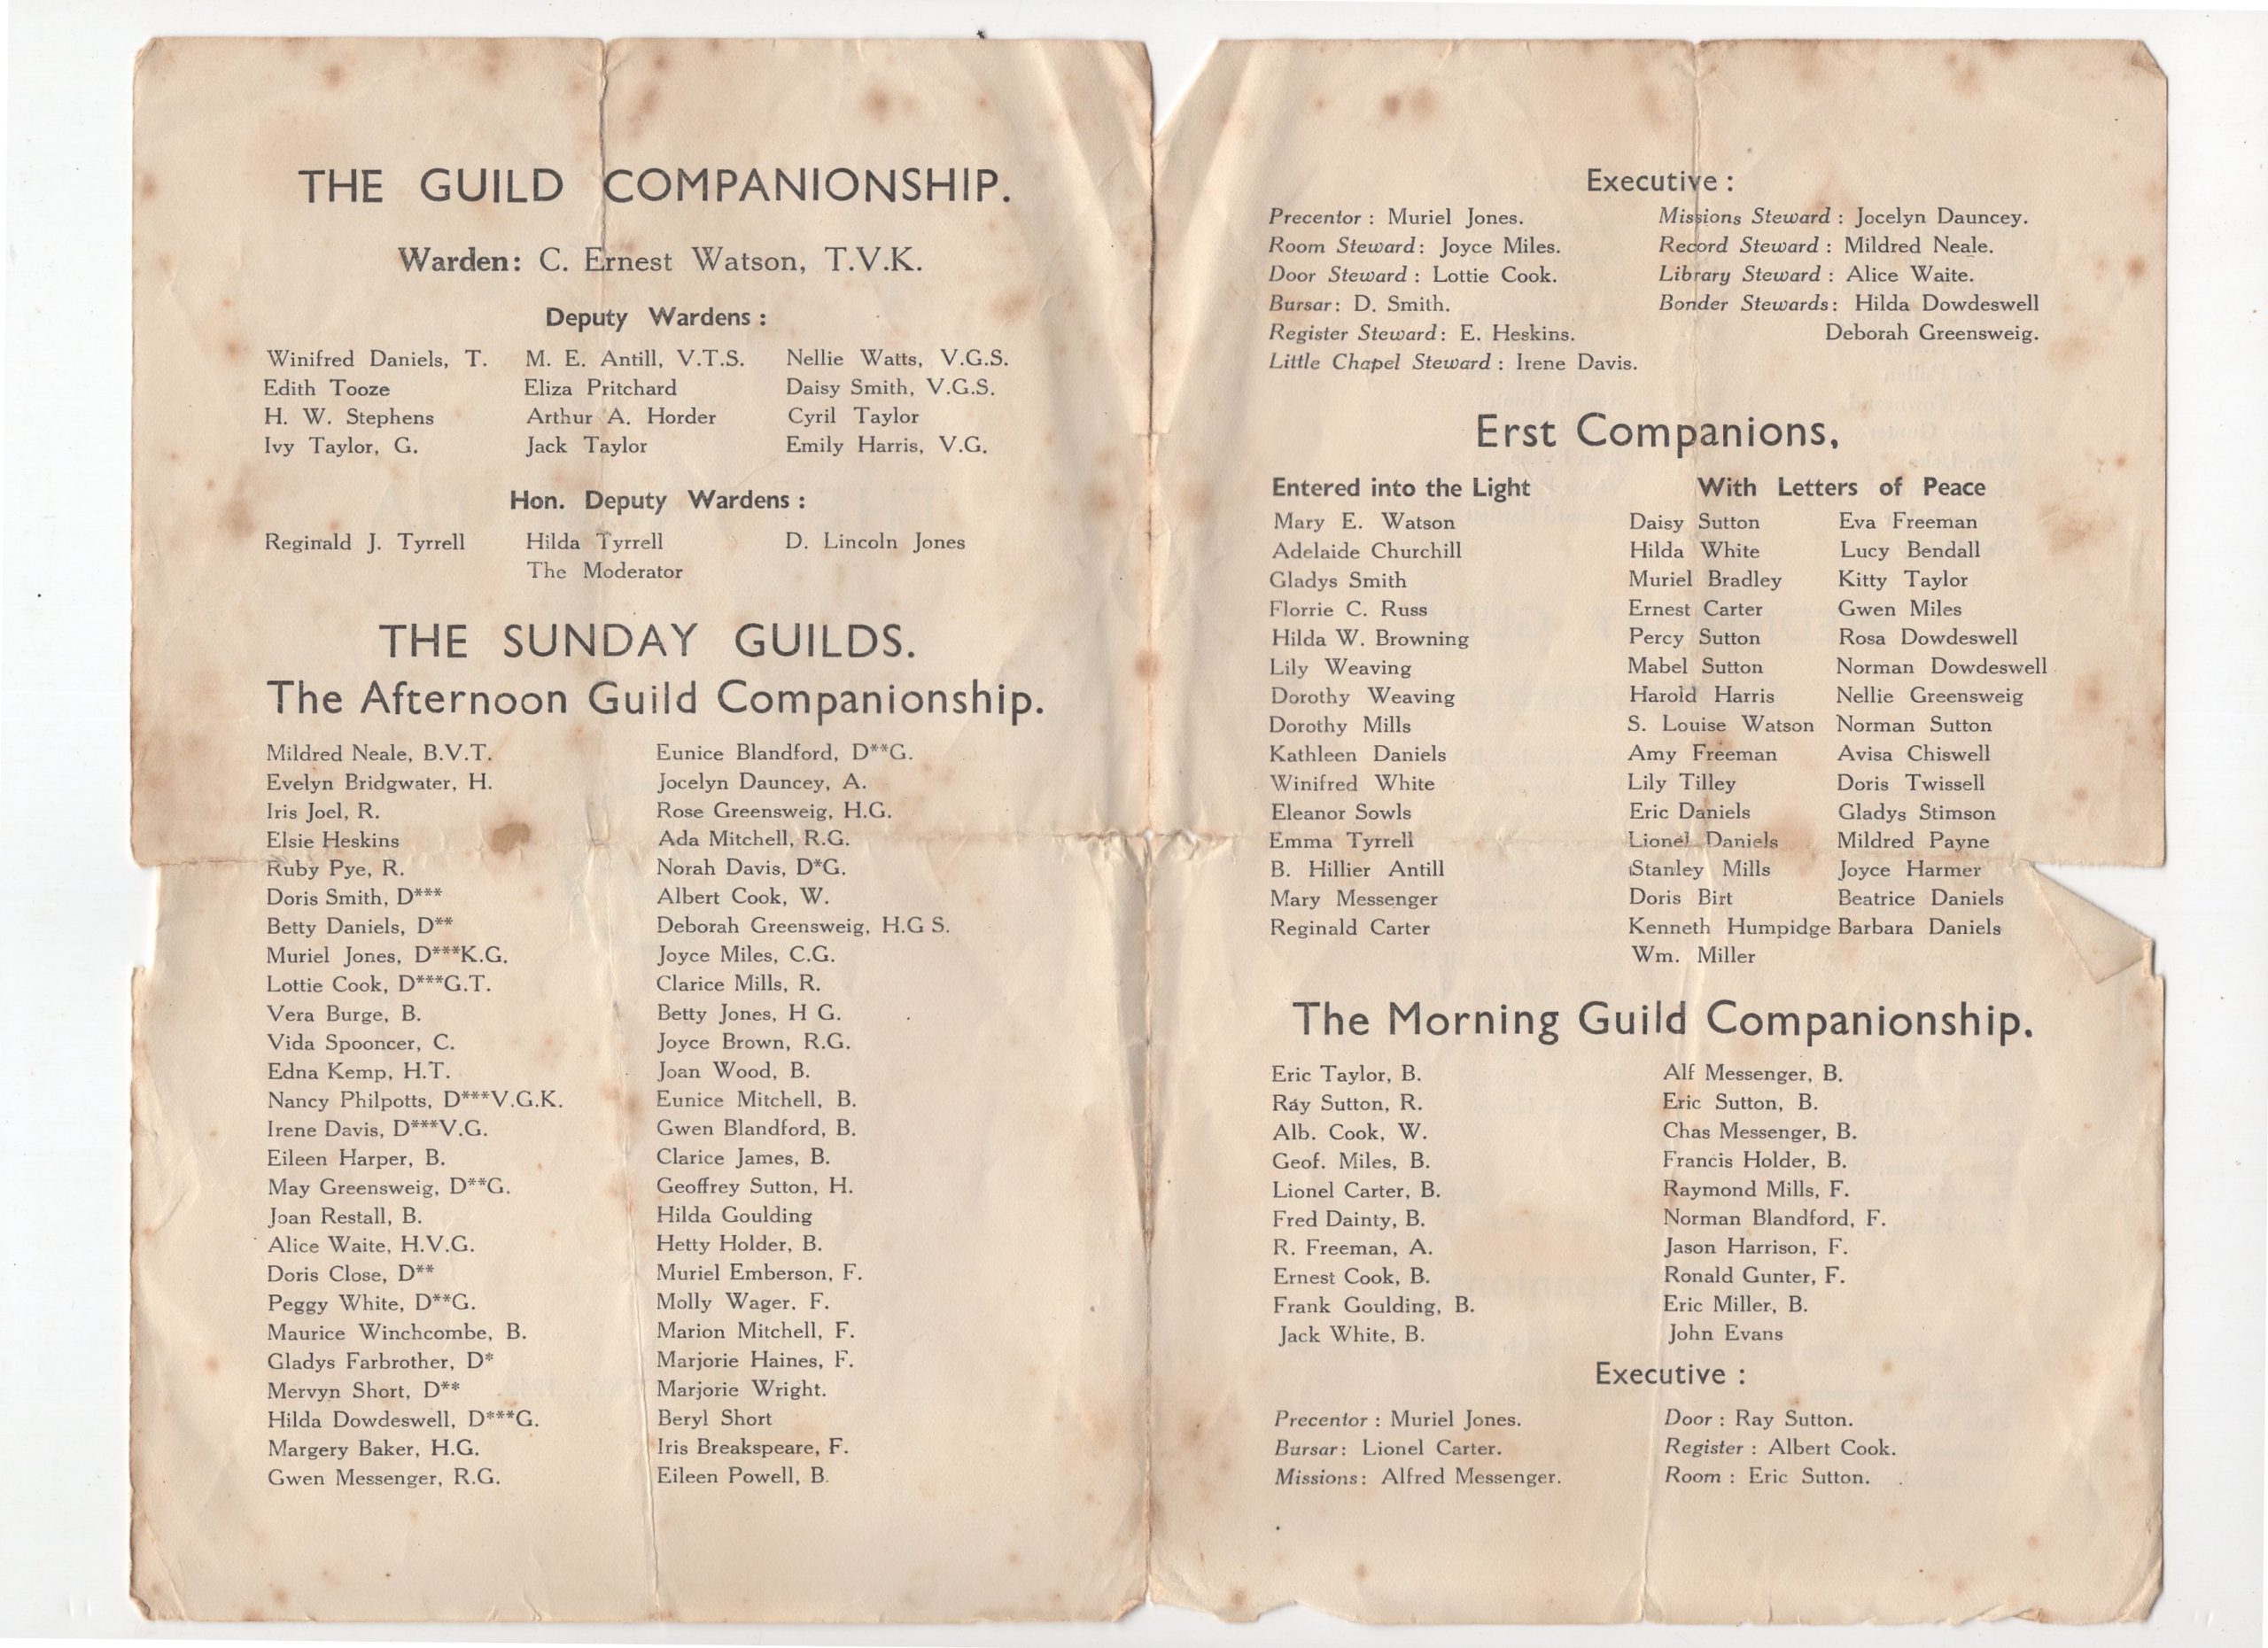 THE GUILD COMPANIONSHIP.
Warden: C. Ernest Watson, T.V.K.
Deputy Wardens :
Winifred Daniels, T. M. E. Antill, V.T.S. Nellie Watts, V.G.S.
Edith Tooze Eliza Pritchard Daisy Smith, V.G.S.
H. W. Stephens Arthur A. Horder Cyril Taylor
Ivy Taylor, G. Jack Taylor Emily Harris, V.G.
Hon. Deputy Wardens :
Reginald J. Tyrrell Hilda Tyrrell D. Lincoln Jones
The Moderator
THE SUNDAY GUILDS.
The Afternoon Guild Companionship.
Mildred Neale, B.V.T.
Evelyn Bridgwater, H.
Iris Joel, R.
Elsie Heskins
Ruby Pye, R.
Doris Smith, D***
Betty Daniels, D**
Muriel Jones, D***K.G.
Lottie Cook, D***G.T.
Vera Burge, B.
Vida Spooncer, C.
Edna Kemp, H.T.
Nancy Philpotts, D***V.G.K.
Irene Davis, D***V.G.
Eileen Harper, B.
May Greensweig, D**G.
Joan Restall, B.
Alice Waite, H.V.G.
Doris Close, D**
Peggy White, D**G.
Maurice Winchcombe, B.
Gladys Farbrother, D*
Mervyn Short, D**
Hilda Dowdeswell, D***G.
Margery Baker, H.G.
Gwen Messenger, R.G.
Eunice Blandford, D**G.
Jocelyn Dauncey, A.
Rose Greensweig, H.G.
Ada Mitchell, R.G.
Norah Davis, D*G.
Albert Cook, W.
Deborah Greensweig, H.G S.
Joyce Miles, C.G.
Clarice Mills, R.
Betty Jones, H G.
Joyce Brown, R.G.
Joan Wood, B.
Eunice Mitchell, B.
Gwen Blandford, B.
Clarice James, B.
Geoffrey Sutton, H.
Hilda Goulding
Hetty Holder, B.
Muriel Emberson, F.
Molly Wager. F.
Marion Mitchell, F.
Marjorie Haines, F.
Marjorie Wright.
Beryl Short
Iris Breakspeare, F.
Eileen Powell, B.
Executive :
Precentor : Muriel Jones.
Room Steward: Joyce Miles.
Door Steward : Lottie Cook.
Bursar: D. Smith.
Register Steward: E. Heskins.
Little Chapel Steward : Irene Davis.
Missions Steward : Jocelyn Dauncey.
Record Steward : Mildred Neale.
Library Steward : Alice Waite.
Bonder Stewards: Hilda Dowdeswell
Deborah Greensweig.
Erst Companions,
Entered into the Light
Mary E. Watson
Adelaide Churchill
Gladys Smith
Florrie C. Russ
Hilda W. Browning
Lily Weaving
Dorothy Weaving
Dorothy Mills
Kathleen Daniels
Winifred White
Eleanor Sowls
Emma Tyrrell
B. Hillier Antill
Mary Messenger
Reginald Carter
With Letters of Peace
Daisy Sutton Eva Freeman
Hilda White Lucy Bendall
Muriel Bradley Kitty Taylor
Ernest Carter Gwen Miles
Percy Sutton Rosa Dowdeswell
Mabel Sutton Norman Dowdeswell
Harold Harris Nellie Greensweig
S. Louise Watson Norman Sutton
Amy Freeman Avisa Chiswell
Lily Tilley Doris Twissell
Eric Daniels Gladys Stimson
Lionel Daniels Mildred Payne
Stanley Mills Joyce Harmer
Doris Birt Beatrice Daniels
Kenneth Humpidge Barbara Daniels
Wm. Miller
The Morning Guild Companionship.
Eric Taylor, B.
Ray Sutton, R.
Alb. Cook, W.
Geof. Miles, B.
Lionel Carter, B.
Fred Dainty, B.
R. Freeman, A.
Ernest Cook, B.
Frank Goulding, B.
Jack White, B.
Alf Messenger, B.
Eric Sutton, B.
Chas Messenger, B.
Francis Holder, B.
Raymond Mills, F.
Norman Blandford, F.
Jason Harrison, F.
Ronald Gunter, F.
Eric Miller, B.
John Evans
Executive :
Precentor : Muriel Jones.
Bursar: Lionel Carter.
Missions: Alfred Messenger.
Door : Ray Sutton.
Register : Albert Cook.
Room : Eric Sutton.